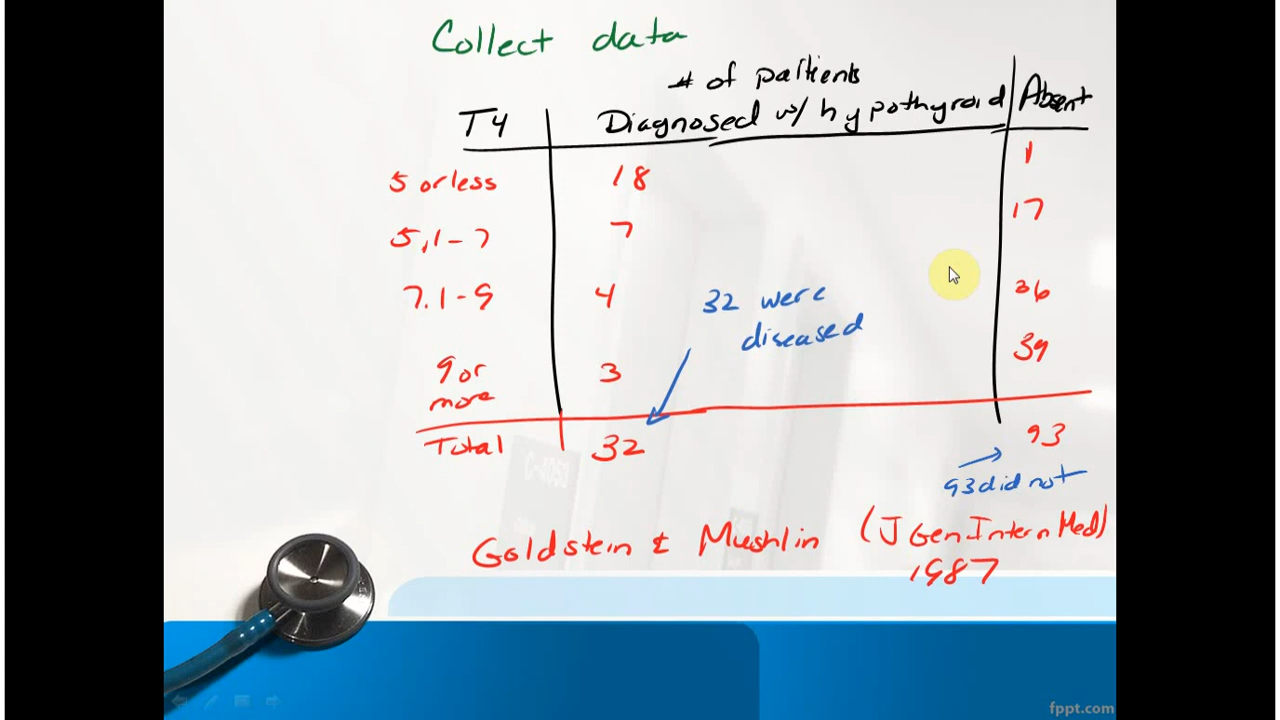 Collect data
# of patients
T4 Diagnosed w/ hypothyroid Absent
5 or less 18 1
5.1-7 7 17
7.1-9 4 36
32 were
diseased
9 or
more 3 39
Total 32 93
93 did not
Goldstein & Mushlin (J Gen Intern Med)
1987
C-4053
fppt.com